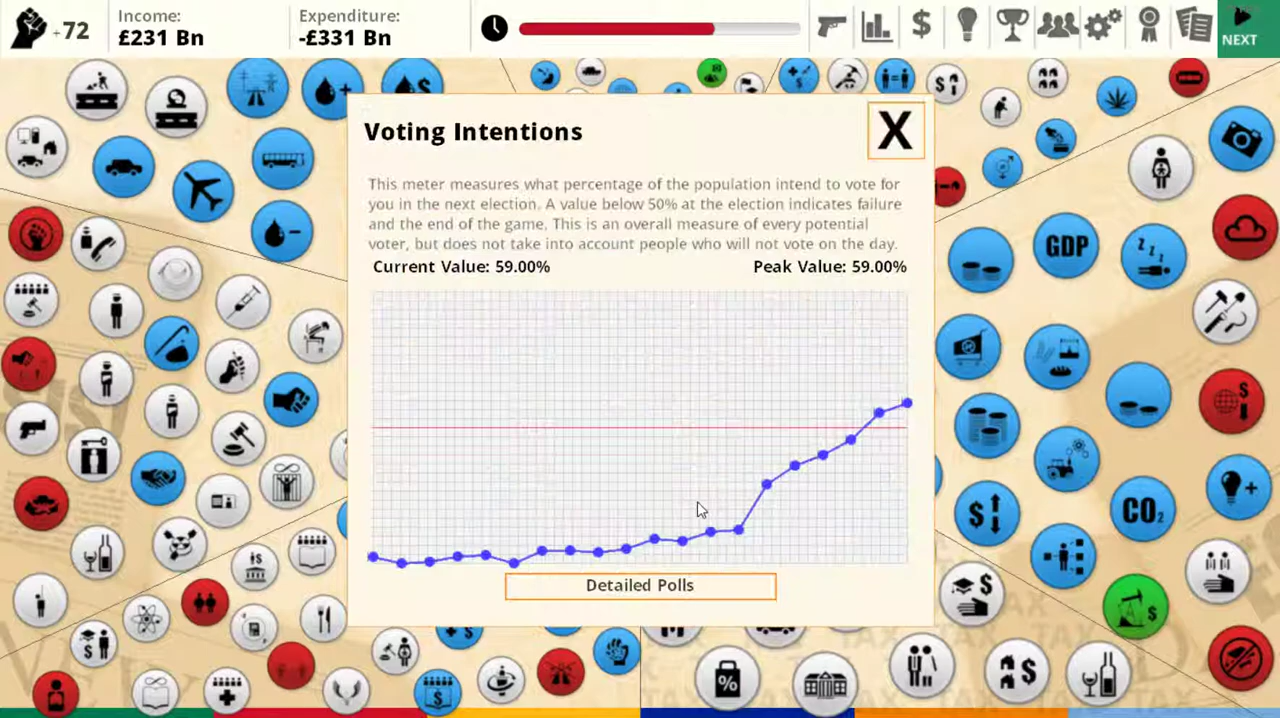 Income:
£231 Bn
Expenditure:
-£331 Bn
+72
NEXT
Voting Intentions
X
This meter measures what percentage of the population intend to vote for
you in the next election. A value below 50% at the election indicates failure
and the end of the game. This is an overall measure of every potential
voter, but does not take into account people who will not vote on the day.
Current Value: 59.00%
Peak Value: 59.00%
Detailed Polls
GDP
CO₂
TAX TAX TAX